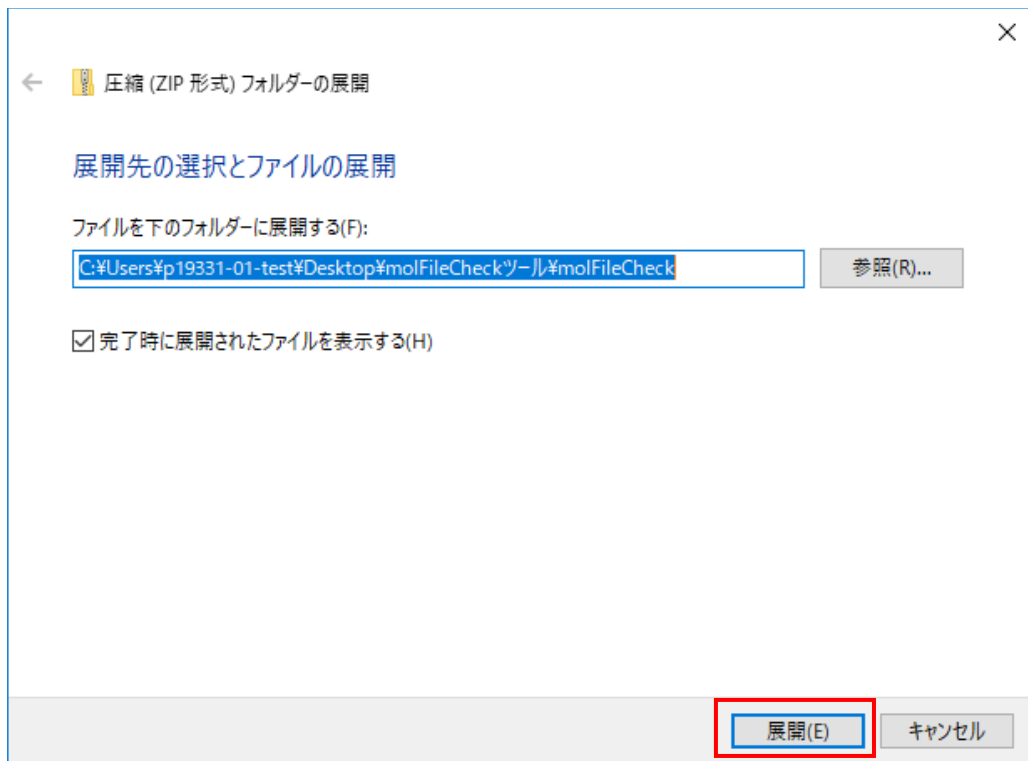 圧縮 (ZIP 形式) フォルダーの展開
展開先の選択とファイルの展開
ファイルを下のフォルダーに展開する(F):
C:¥Users¥p19331-01-test¥Desktop¥molFileCheckツール¥molFileCheck
参照(R)...
完了時に展開されたファイルを表示する(H)
展開(E)
キャンセル